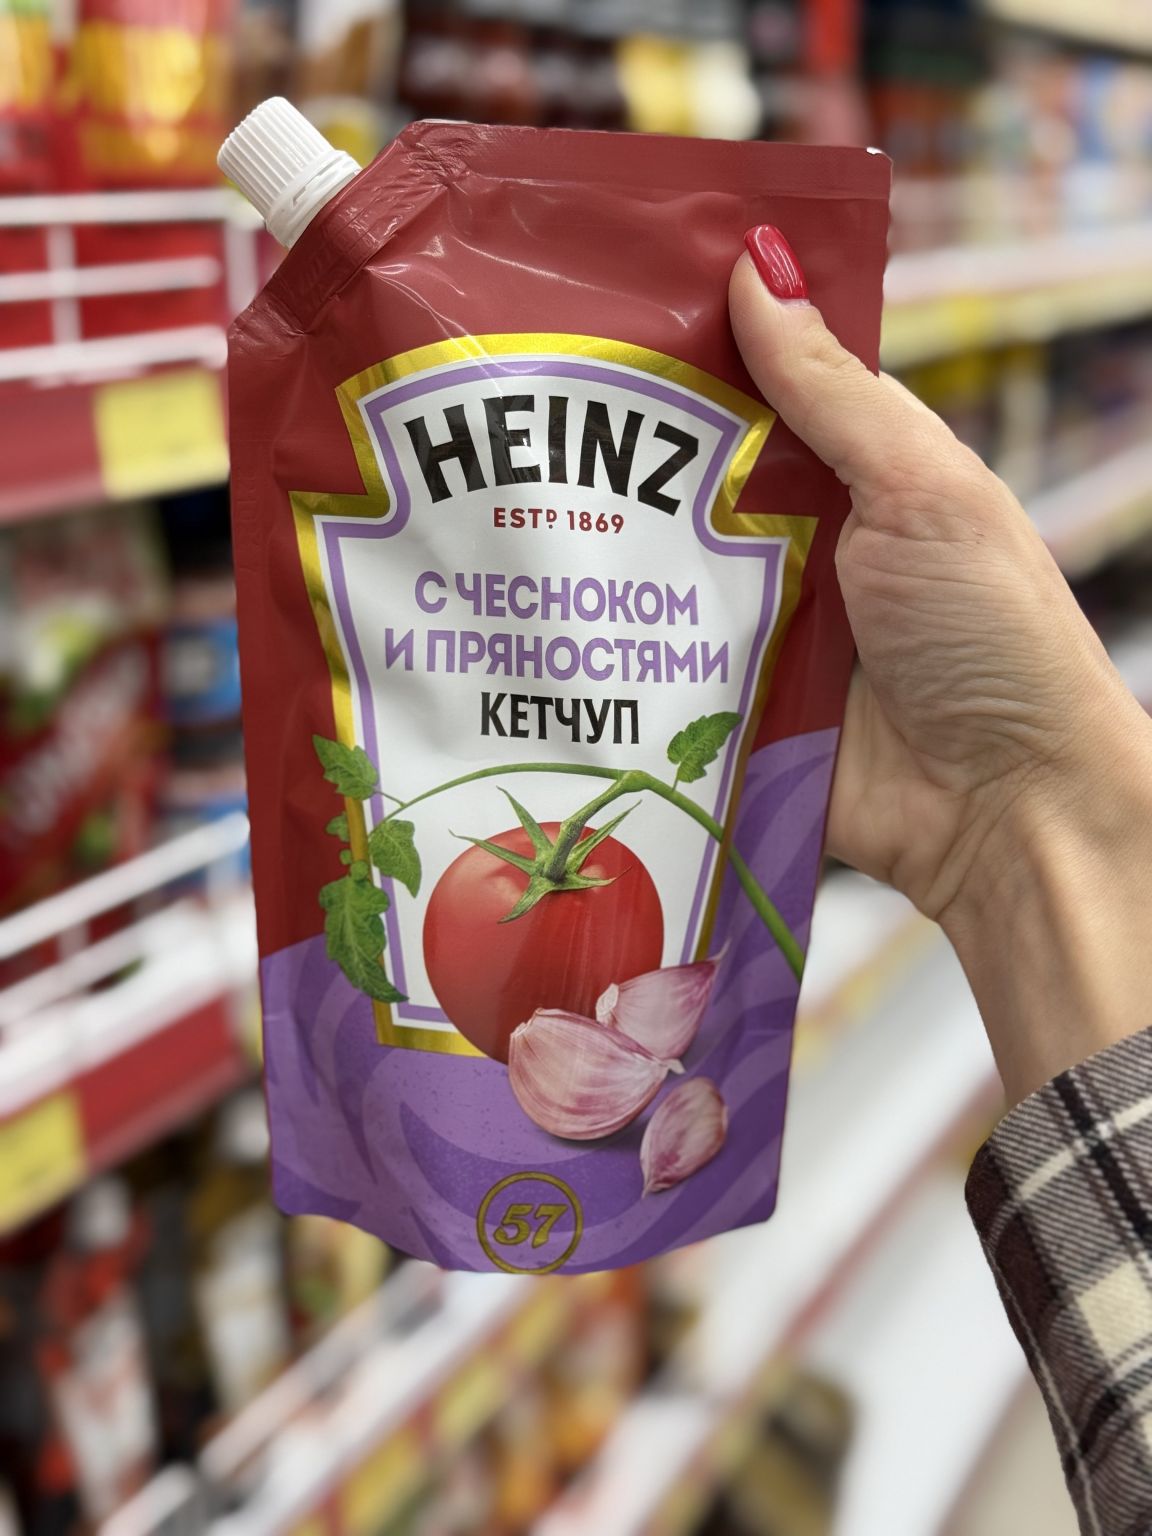 HEINZ
ESTD 1869
С ЧЕСНОКОМ
И ПРЯНОСТЯМИ
КЕТЧУП
57